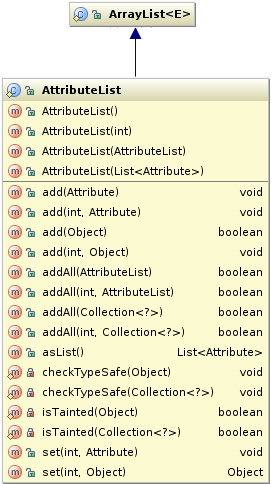 ArrayList<E>
AttributeList
AttributeList()
AttributeList(int)
AttributeList(AttributeList)
AttributeList(List<Attribute>)
add(Attribute) void
add(int, Attribute) void
add(Object) boolean
add(int, Object) void
addAll(AttributeList) boolean
addAll(int, AttributeList) boolean
addAll(Collection<?>) boolean
addAll(int, Collection<?>) boolean
asList() List<Attribute>
checkTypeSafe(Object) void
checkTypeSafe(Collection<?>) void
isTainted(Object) boolean
isTainted(Collection<?>) boolean
set(int, Attribute) void
set(int, Object) Object